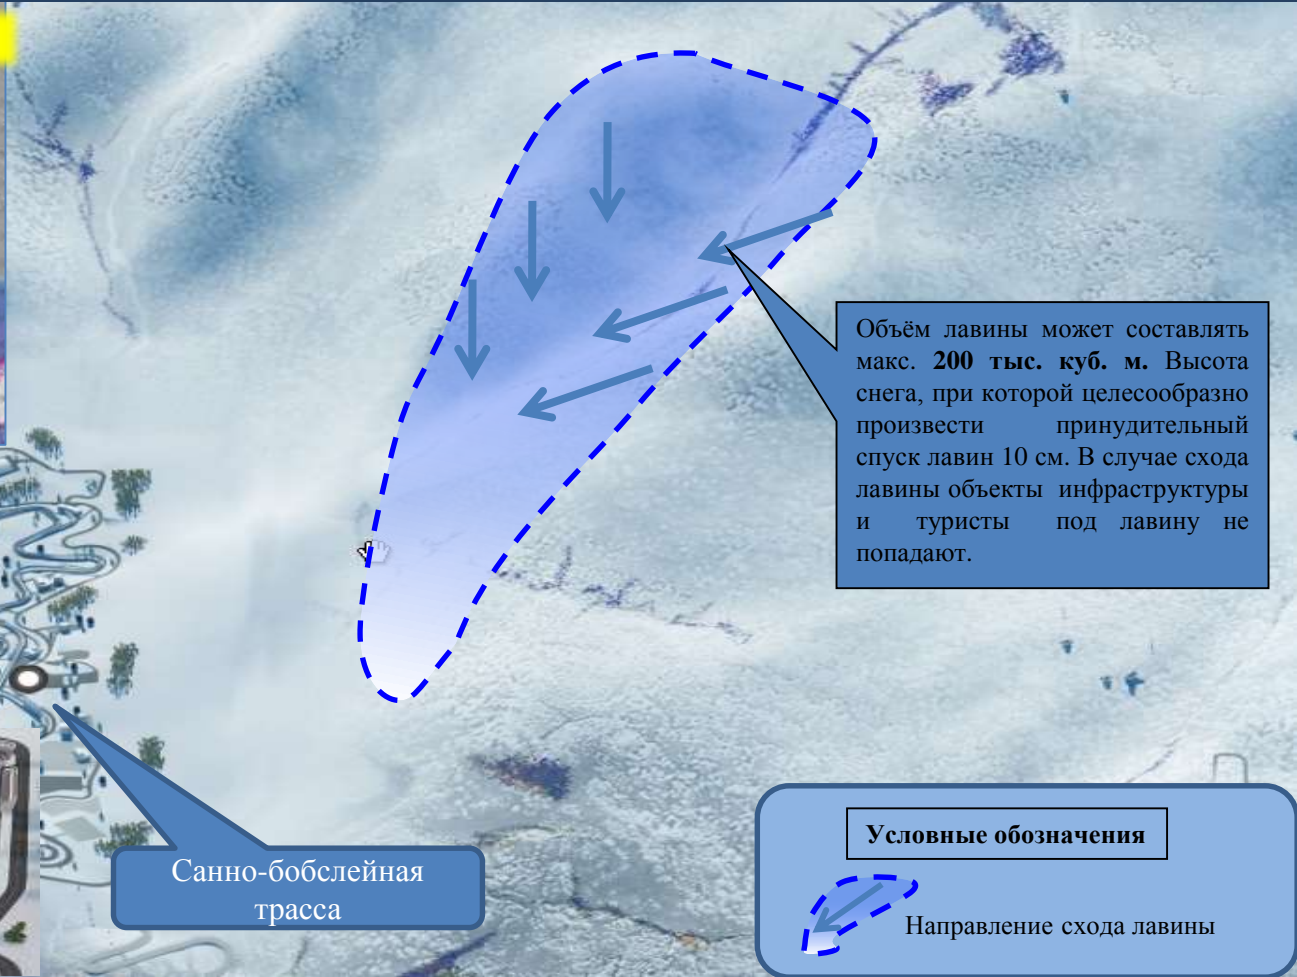 Объём лавины может составлять
макс. 200 тыс. куб. м. Высота
снега, при которой целесообразно
произвести принудительный
спуск лавин 10 см. В случае схода
лавины объекты инфраструктуры
и туристы под лавину не
попадают.
Санно-бобслейная
трасса
Условные обозначения
Направление схода лавины